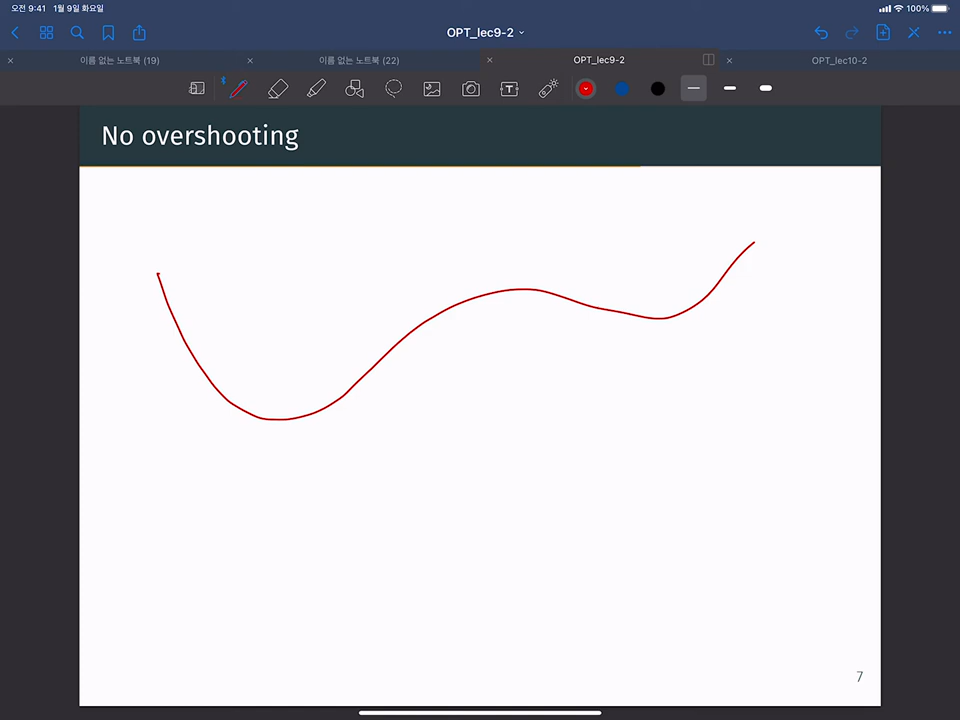 오전 9:41 1월 9일 화요일 100%
OPT_lec9-2
이름 없는 노트북 (19) 이름 없는 노트북 (22) OPT_lec9-2 OPT_lec10-2
No overshooting
7